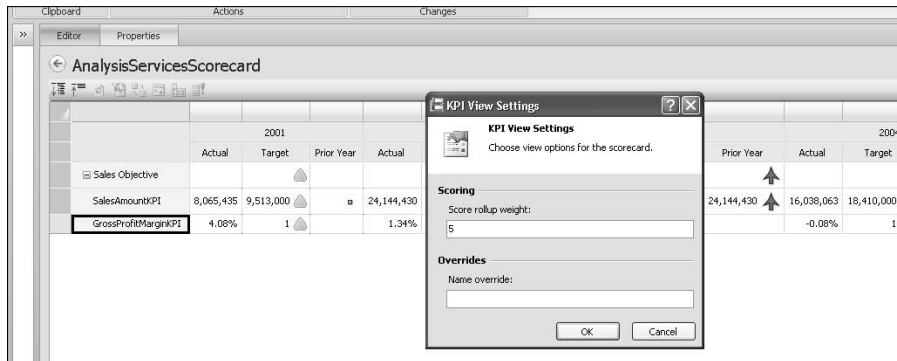 Clipboard Actions Changes
» Editor Properties
AnalysisServicesScorecard
2001 2004
Actual Target Prior Year Actual Prior Year Actual Target
Sales Objective
SalesAmountKPI 8,065,435 9,513,000 24,144,430 24,144,430 16,038,063 18,410,000
GrossProfitMarginKPI 4.08% 1 1.34% -0.08% 1
KPI View Settings
KPI View Settings
Choose view options for the scorecard.
Scoring
Score rollup weight:
5
Overrides
Name override:
OK Cancel